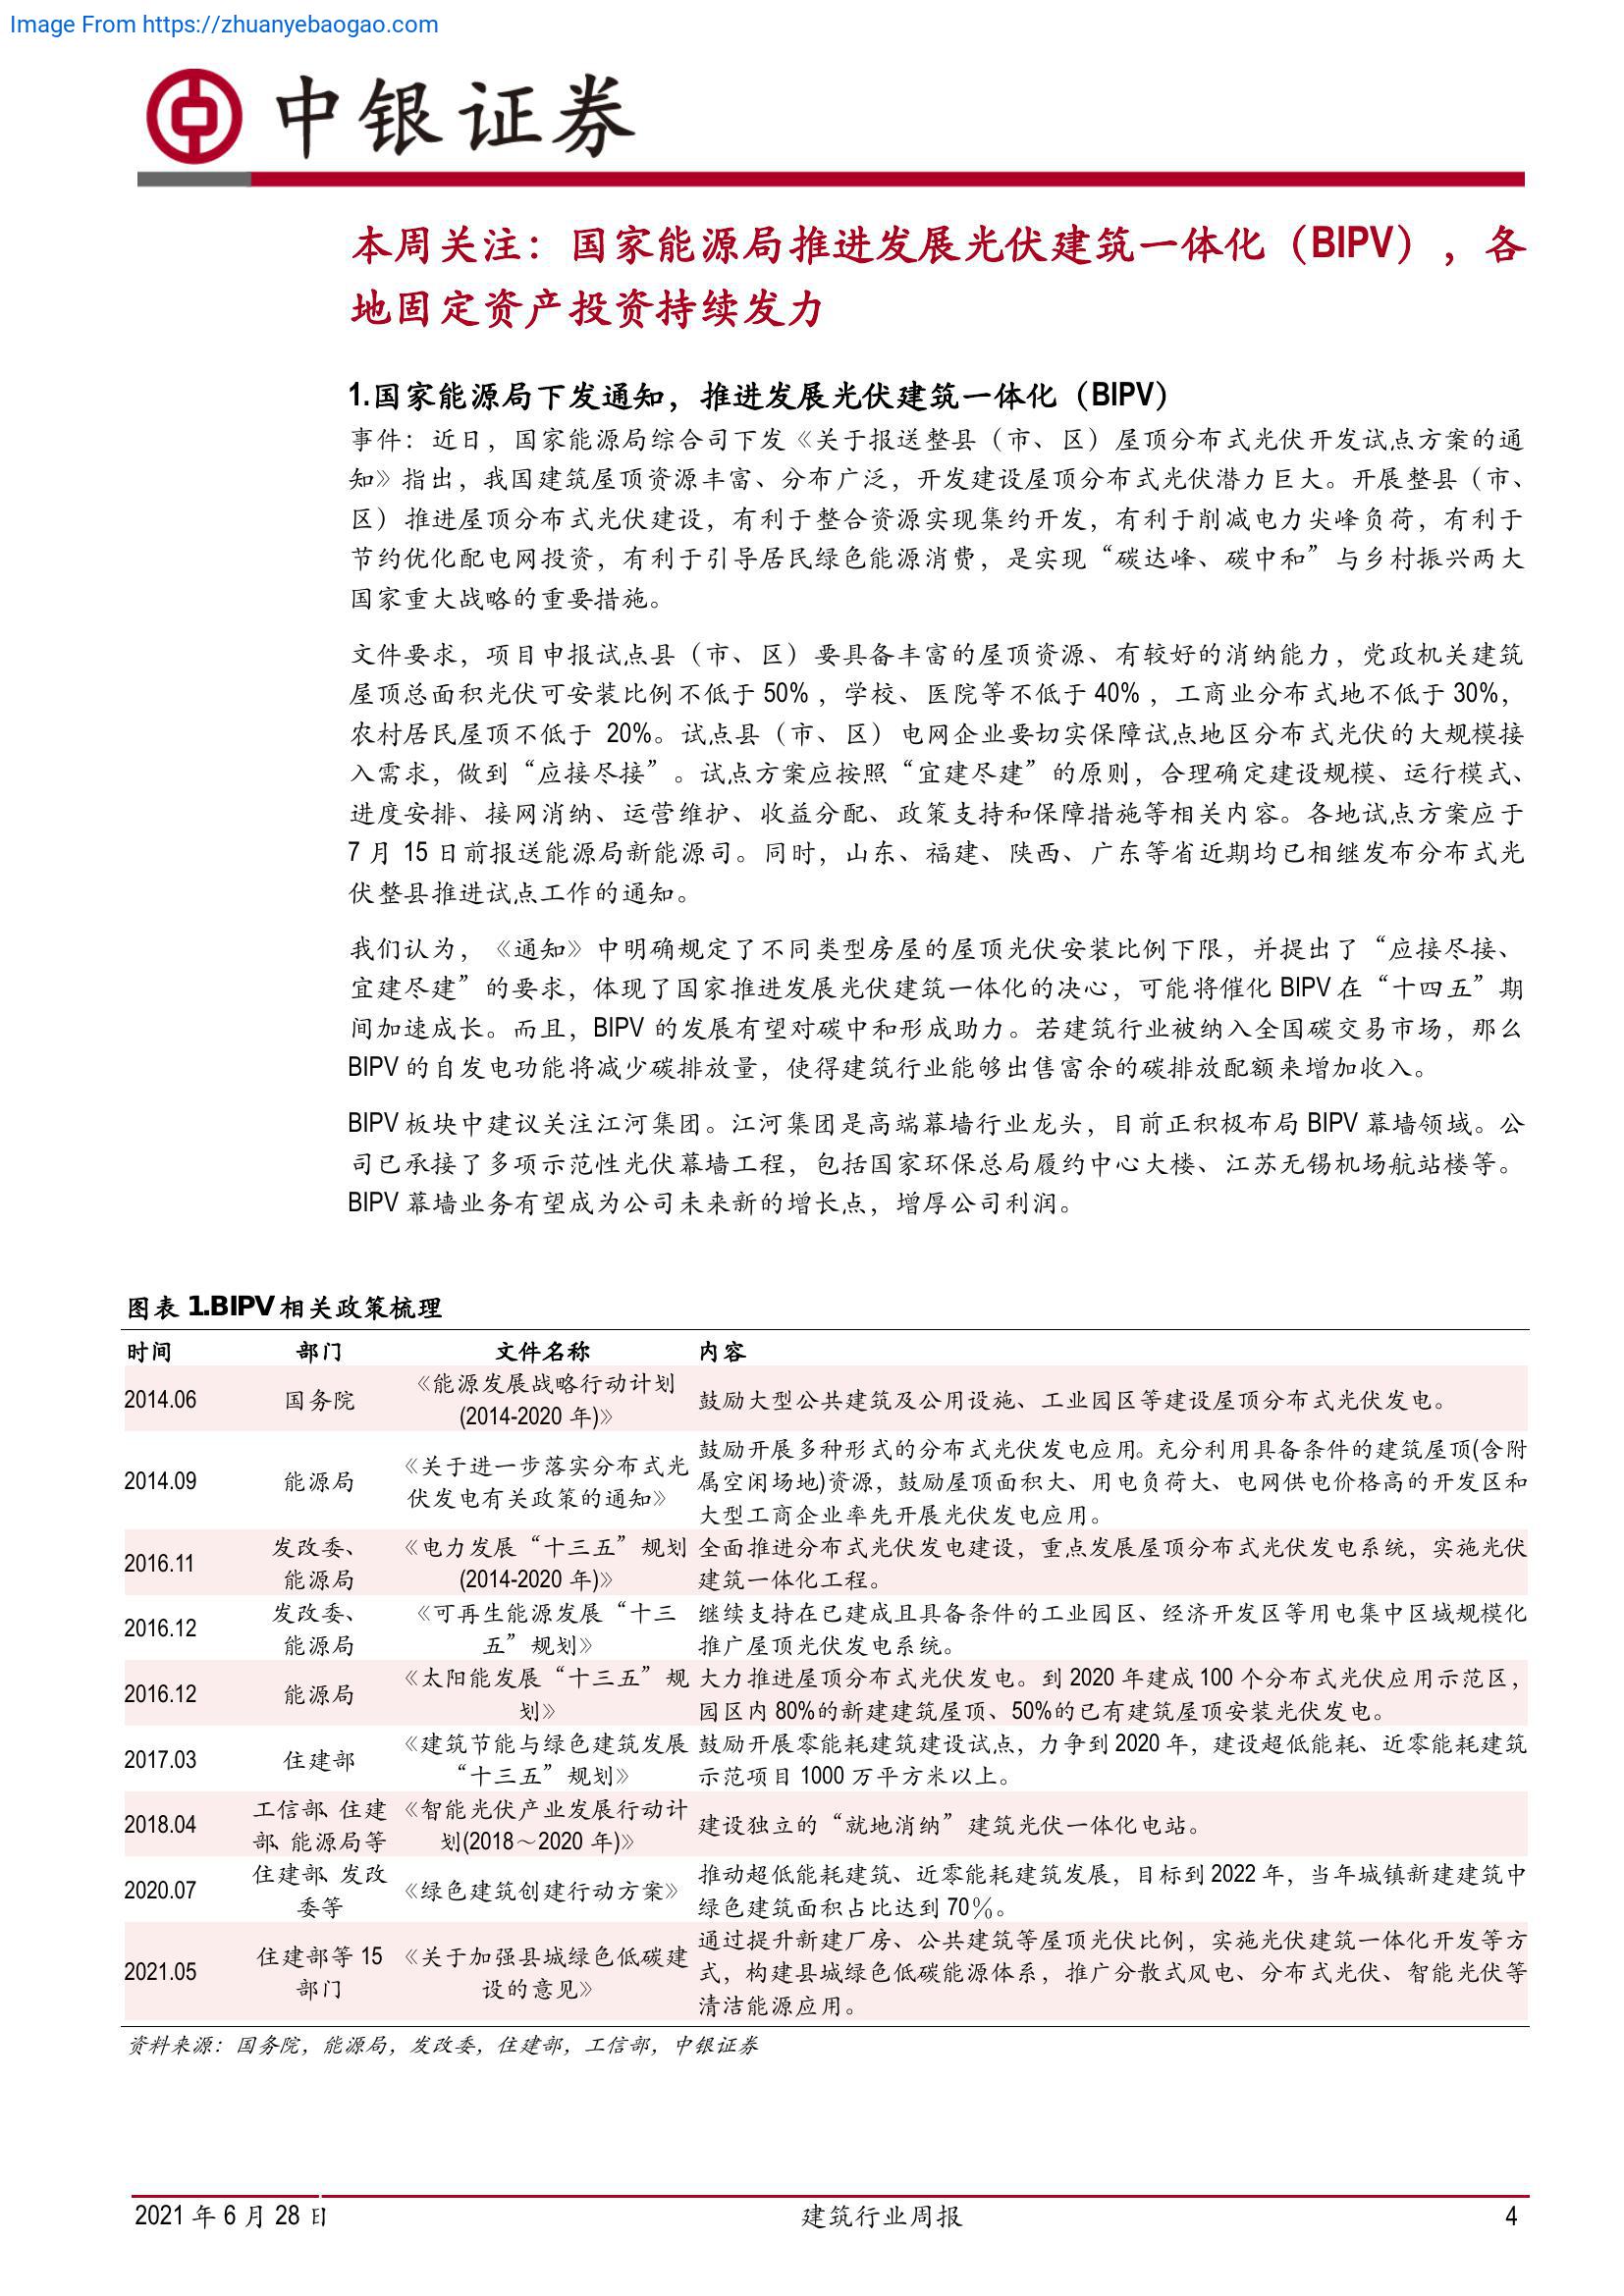 Image From https://zhuanyebaogao.com
中银证券
本周关注：国家能源局推进发展光伏建筑一体化（BIPV），各
地固定资产投资持续发力
1.国家能源局下发通知，推进发展光伏建筑一体化（BIPV）
事件：近日，国家能源局综合司下发《关于报送整县（市、区）屋顶分布式光伏开发试点方案的通
知》指出，我国建筑屋顶资源丰富、分布广泛，开发建设屋顶分布式光伏潜力巨大。开展整县（市、
区）推进屋顶分布式光伏建设，有利于整合资源实现集约开发，有利于削减电力尖峰负荷，有利于
节约优化配电网投资，有利于引导居民绿色能源消费，是实现“碳达峰、碳中和”与乡村振兴两大
国家重大战略的重要措施。
文件要求，项目申报试点县（市、区）要具备丰富的屋顶资源、有较好的消纳能力，党政机关建筑
屋顶总面积光伏可安装比例不低于 50% ，学校、医院等不低于 40% ，工商业分布式地不低于 30%，
农村居民屋顶不低于 20%。试点县（市、区）电网企业要切实保障试点地区分布式光伏的大规模接
入需求，做到“应接尽接”。试点方案应按照“宜建尽建”的原则，合理确定建设规模、运行模式、
进度安排、接网消纳、运营维护、收益分配、政策支持和保障措施等相关内容。各地试点方案应于
7 月 15 日前报送能源局新能源司。同时，山东、福建、陕西、广东等省近期均已相继发布分布式光
伏整县推进试点工作的通知。
我们认为，《通知》中明确规定了不同类型房屋的屋顶光伏安装比例下限，并提出了“应接尽接、
宜建尽建”的要求，体现了国家推进发展光伏建筑一体化的决心，可能将催化 BIPV 在“十四五”期
间加速成长。而且，BIPV 的发展有望对碳中和形成助力。若建筑行业被纳入全国碳交易市场，那么
BIPV 的自发电功能将减少碳排放量，使得建筑行业能够出售富余的碳排放配额来增加收入。
BIPV 板块中建议关注江河集团。江河集团是高端幕墙行业龙头，目前正积极布局 BIPV 幕墙领域。公
司已承接了多项示范性光伏幕墙工程，包括国家环保总局履约中心大楼、江苏无锡机场航站楼等。
BIPV 幕墙业务有望成为公司未来新的增长点，增厚公司利润。
图表 1.BIPV 相关政策梳理
时间 部门 文件名称 内容
2014.06 国务院 《能源发展战略行动计划 鼓励大型公共建筑及公用设施、工业园区等建设屋顶分布式光伏发电。
(2014-2020 年)》
鼓励开展多种形式的分布式光伏发电应用。充分利用具备条件的建筑屋顶(含附
2014.09 能源局 《关于进一步落实分布式光 属空闲场地)资源，鼓励屋顶面积大、用电负荷大、电网供电价格高的开发区和
伏发电有关政策的通知》 大型工商企业率先开展光伏发电应用。
2016.11 发改委、 《电力发展“十三五”规划 全面推进分布式光伏发电建设，重点发展屋顶分布式光伏发电系统，实施光伏
能源局 (2014-2020 年)》 建筑一体化工程。
2016.12 发改委、 《可再生能源发展“十三 继续支持在已建成且具备条件的工业园区、经济开发区等用电集中区域规模化
能源局 五”规划》 推广屋顶光伏发电系统。
2016.12 能源局 《太阳能发展“十三五”规 大力推进屋顶分布式光伏发电。到 2020 年建成 100 个分布式光伏应用示范区，
划》 园区内 80%的新建建筑屋顶、50%的已有建筑屋顶安装光伏发电。
2017.03 住建部 《建筑节能与绿色建筑发展 鼓励开展零能耗建筑建设试点，力争到 2020 年，建设超低能耗、近零能耗建筑
“十三五”规划》 示范项目 1000 万平方米以上。
2018.04 工信部、住建 《智能光伏产业发展行动计 建设独立的“就地消纳”建筑光伏一体化电站。
部、能源局等 划(2018～2020 年)》
2020.07 住建部、发改 《绿色建筑创建行动方案》 推动超低能耗建筑、近零能耗建筑发展，目标到 2022 年，当年城镇新建建筑中
委等 绿色建筑面积占比达到 70％。
通过提升新建厂房、公共建筑等屋顶光伏比例，实施光伏建筑一体化开发等方
2021.05 住建部等 15 《关于加强县城绿色低碳建 式，构建县城绿色低碳能源体系，推广分散式风电、分布式光伏、智能光伏等
部门 设的意见》 清洁能源应用。
资料来源：国务院，能源局，发改委，住建部，工信部，中银证券
2021 年 6 月 28 日 建筑行业周报 4